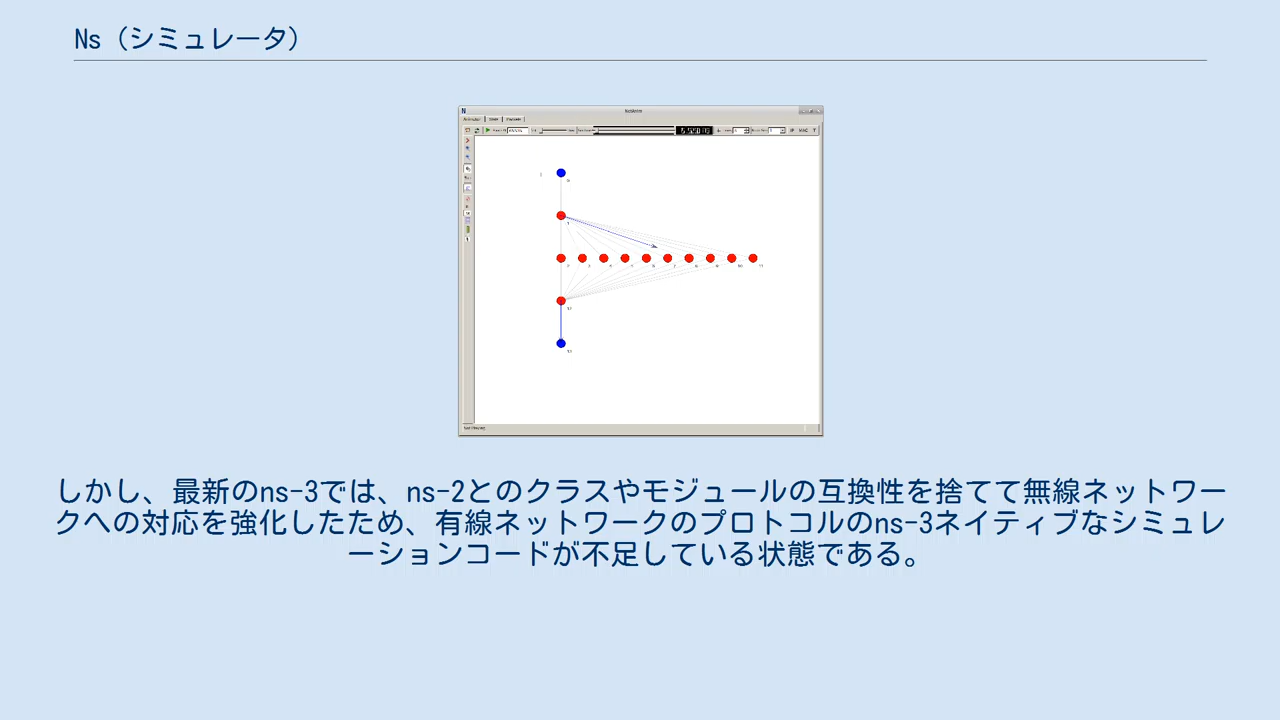 Ns（シミュレータ）
NetAnim
Animator
Stats
しかし、最新のns-3では、ns-2とのクラスやモジュールの互換性を捨てて無線ネットワー
クへの対応を強化したため、有線ネットワークのプロトコルのns-3ネイティブなシミュレ
ーションコードが不足している状態である。